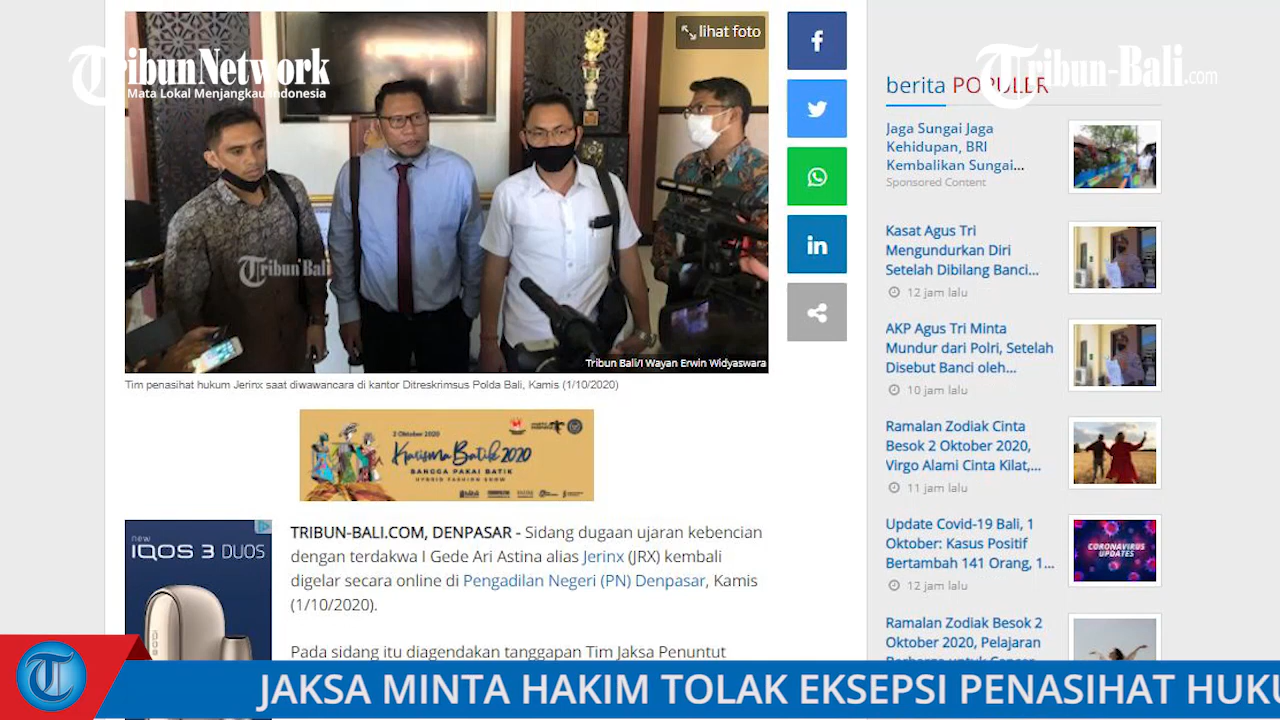 lihat foto
TribunNetwork
Mata Lokal Menjangkau Indonesia
Tribun-Bali.com
Tribun Bali
Tribun Bali/I Wayan Erwin Widyaswara
Tim penasihat hukum Jerinx saat diwawancara di kantor Ditreskrimsus Polda Bali, Kamis (1/10/2020)
2 Oktober 2020
Karisma Batik 2020
BANGGA PAKAI BATIK
HYBRID FASHION SHOW
new
IQOS 3 DUOS
TRIBUN-BALI.COM, DENPASAR - Sidang dugaan ujaran kebencian
dengan terdakwa I Gede Ari Astina alias Jerinx (JRX) kembali
digelar secara online di Pengadilan Negeri (PN) Denpasar, Kamis
(1/10/2020).
Pada sidang itu diagendakan tanggapan Tim Jaksa Penuntut
berita POPULER
Jaga Sungai Jaga
Kehidupan, BRI
Kembalikan Sungai...
Sponsored Content
Kasat Agus Tri
Mengundurkan Diri
Setelah Dibilang Banci...
12 jam lalu
AKP Agus Tri Minta
Mundur dari Polri, Setelah
Disebut Banci oleh...
10 jam lalu
Ramalan Zodiak Cinta
Besok 2 Oktober 2020,
Virgo Alami Cinta Kilat,...
11 jam lalu
Update Covid-19 Bali, 1
Oktober: Kasus Positif
Bertambah 141 Orang, 1...
12 jam lalu
CORONAVIRUS
UPDATES
Ramalan Zodiak Besok 2
Oktober 2020, Pelajaran
JAKSA MINTA HAKIM TOLAK EKSEPSI PENASIHAT HUKU